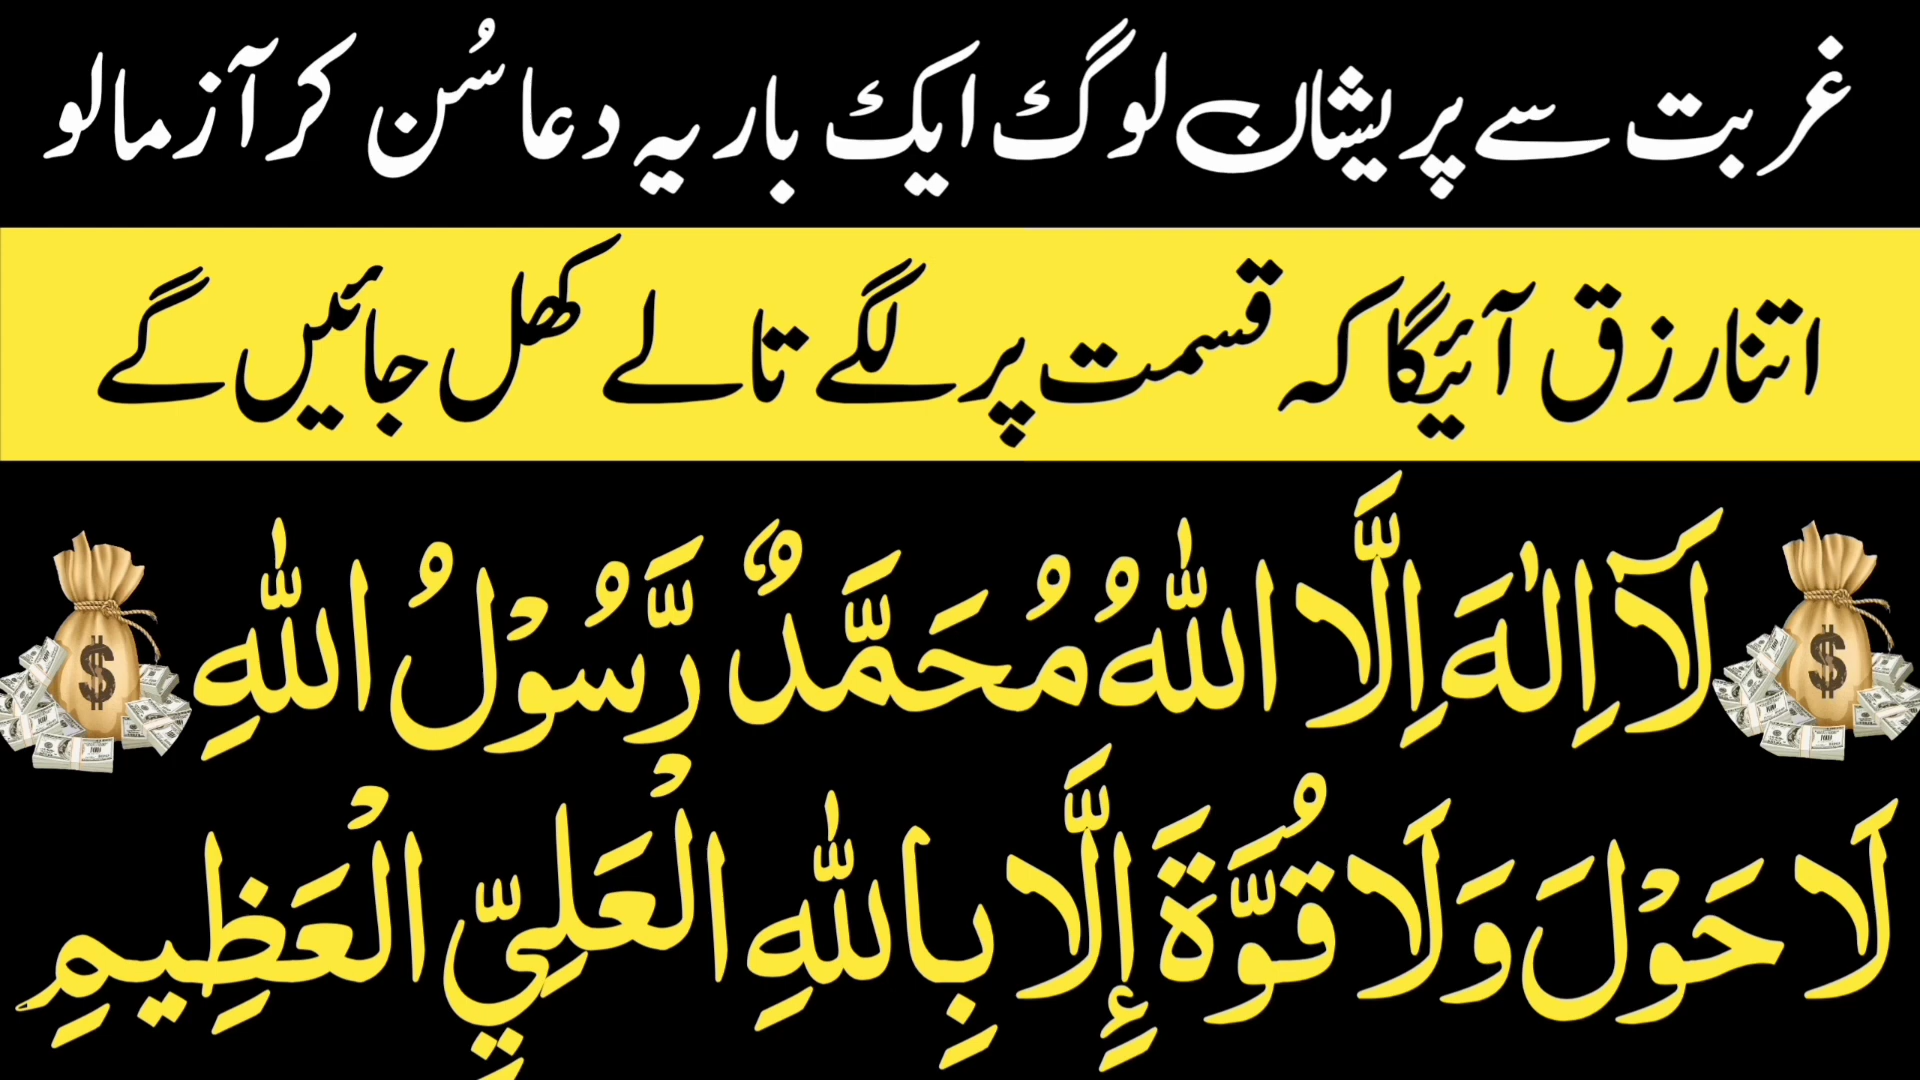 غربت سے پریشان لوگ ایک بار یہ دعا سُن کر آزمالو
اتنا رزق آئیگا کہ قسمت پر لگے تالے کھل جائیں گے
لَآ اِلٰهَ اِلَّا اللّٰهُ مُحَمَّدٌ رَّسُوْلُ اللّٰهِ
لَا حَوْلَ وَلَا قُوَّةَ إِلَّا بِاللّٰهِ الْعَلِيِّ الْعَظِيمِ
$ $